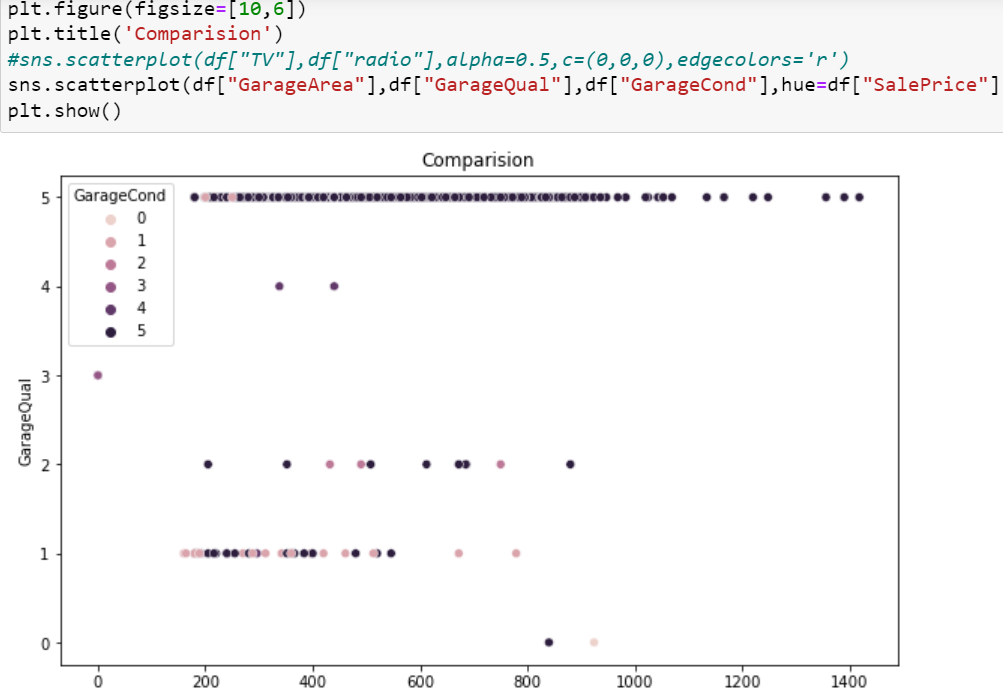 plt.figure(figsize=[10,6])
plt.title('Comparision')
#sns.scatterplot(df["TV"],df["radio"],alpha=0.5,c=(0,0,0),edgecolors='r')
sns.scatterplot(df["GarageArea"],df["GarageQual"],df["GarageCond"],hue=df["SalePrice"]
plt.show()
Comparision
GarageCond
0
1
2
3
4
5
GarageQual
5
4
3
2
1
0
0 200 400 600 800 1000 1200 1400